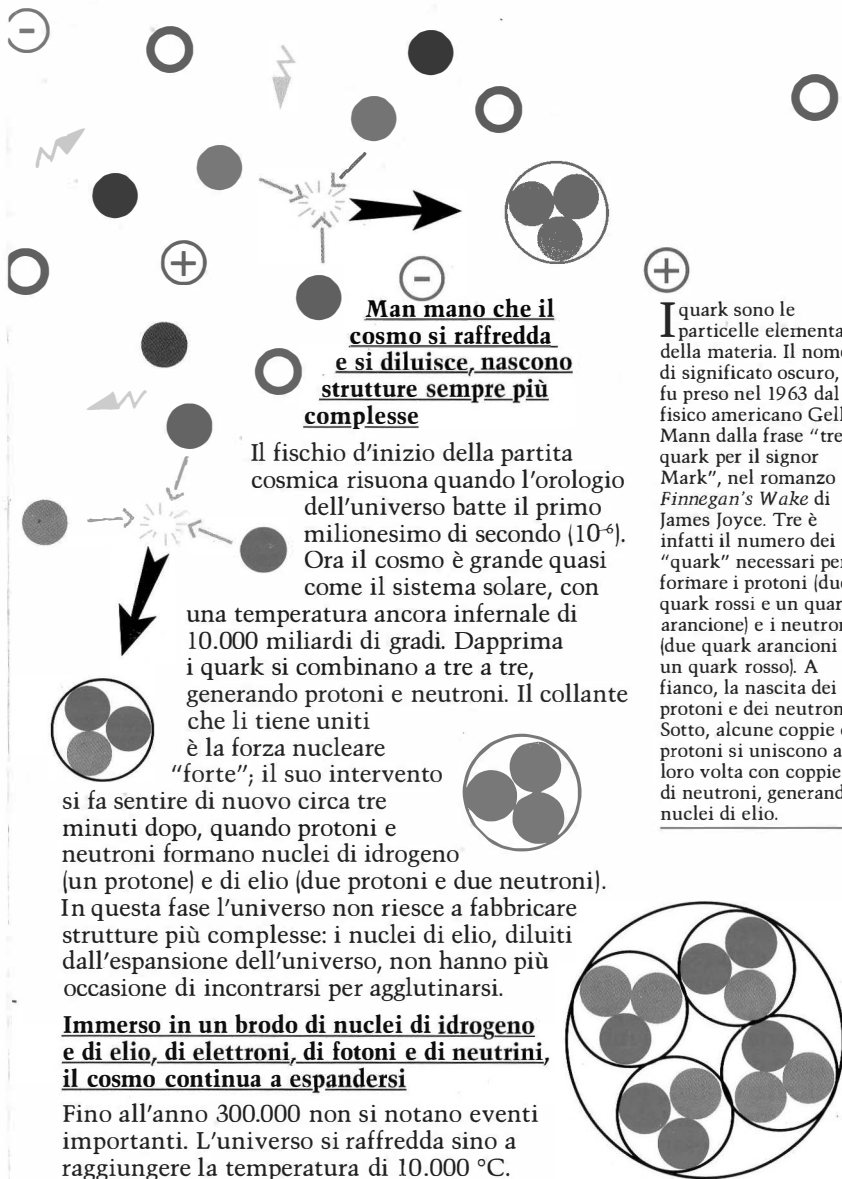 -
+
-
+
Man mano che il
cosmo si raffredda
e si diluisce, nascono
strutture sempre più
complesse
Il fischio d'inizio della partita
cosmica risuona quando l'orologio
dell'universo batte il primo
milionesimo di secondo (10⁻⁶).
Ora il cosmo è grande quasi
come il sistema solare, con
una temperatura ancora infernale di
10.000 miliardi di gradi. Dapprima
i quark si combinano a tre a tre,
generando protoni e neutroni. Il collante
che li tiene uniti
è la forza nucleare
"forte"; il suo intervento
si fa sentire di nuovo circa tre
minuti dopo, quando protoni e
neutroni formano nuclei di idrogeno
(un protone) e di elio (due protoni e due neutroni).
In questa fase l'universo non riesce a fabbricare
strutture più complesse: i nuclei di elio, diluiti
dall'espansione dell'universo, non hanno più
occasione di incontrarsi per agglutinarsi.
Immerso in un brodo di nuclei di idrogeno
e di elio, di elettroni, di fotoni e di neutrini,
il cosmo continua a espandersi
Fino all'anno 300.000 non si notano eventi
importanti. L'universo si raffredda sino a
raggiungere la temperatura di 10.000 °C.
I quark sono le
particelle elementa
della materia. Il nome
di significato oscuro,
fu preso nel 1963 dal
fisico americano Gell
Mann dalla frase "tre
quark per il signor
Mark", nel romanzo
Finnegan's Wake di
James Joyce. Tre è
infatti il numero dei
"quark" necessari per
formare i protoni (due
quark rossi e un quar
arancione) e i neutron
(due quark arancioni
un quark rosso). A
fianco, la nascita dei
protoni e dei neutron
Sotto, alcune coppie
protoni si uniscono a
loro volta con coppie
di neutroni, generand
nuclei di elio.